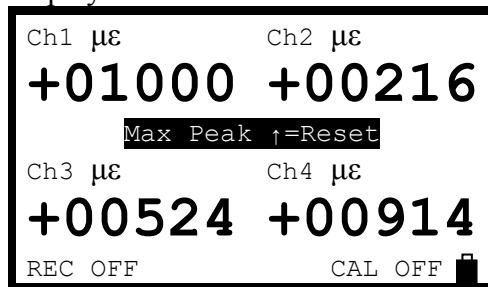 Ch1 με Ch2 με
+01000 +00216
Max Peak ↑=Reset
Ch3 με Ch4 με
+00524 +00914
REC OFF CAL OFF